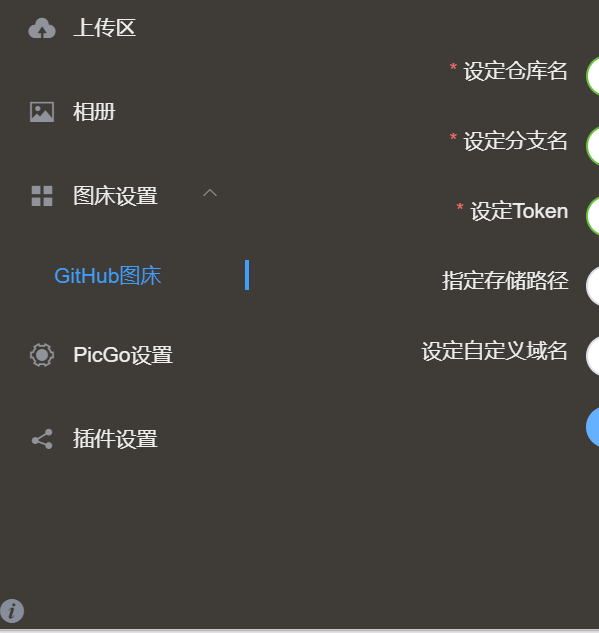 上传区
相册
图床设置
GitHub图床
PicGo设置
插件设置
* 设定仓库名
* 设定分支名
* 设定Token
指定存储路径
设定自定义域名